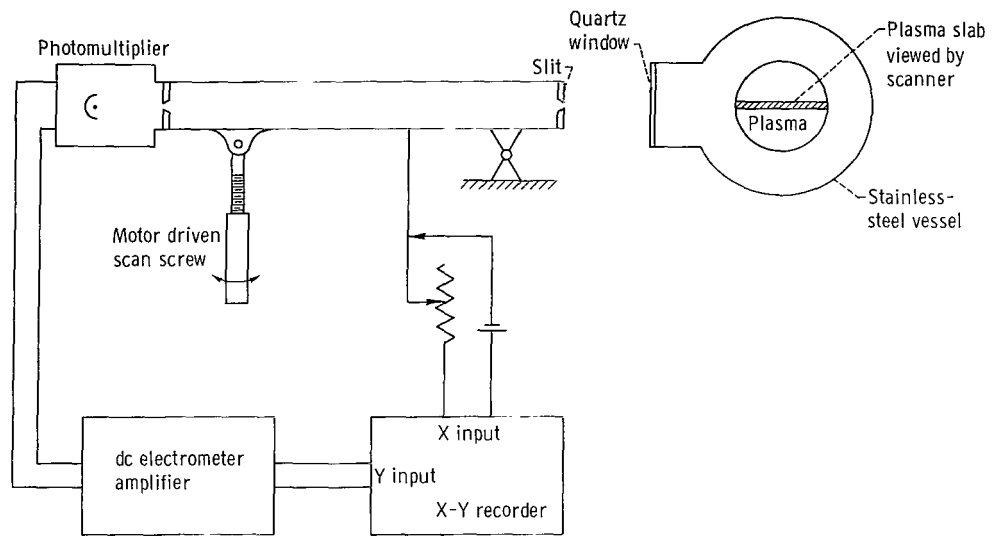 Photomultiplier
Slit
Quartz
window
Plasma slab
viewed by
scanner
Plasma
Stainless-
steel vessel
Motor driven
scan screw
dc electrometer
amplifier
X input
Y input
X-Y recorder